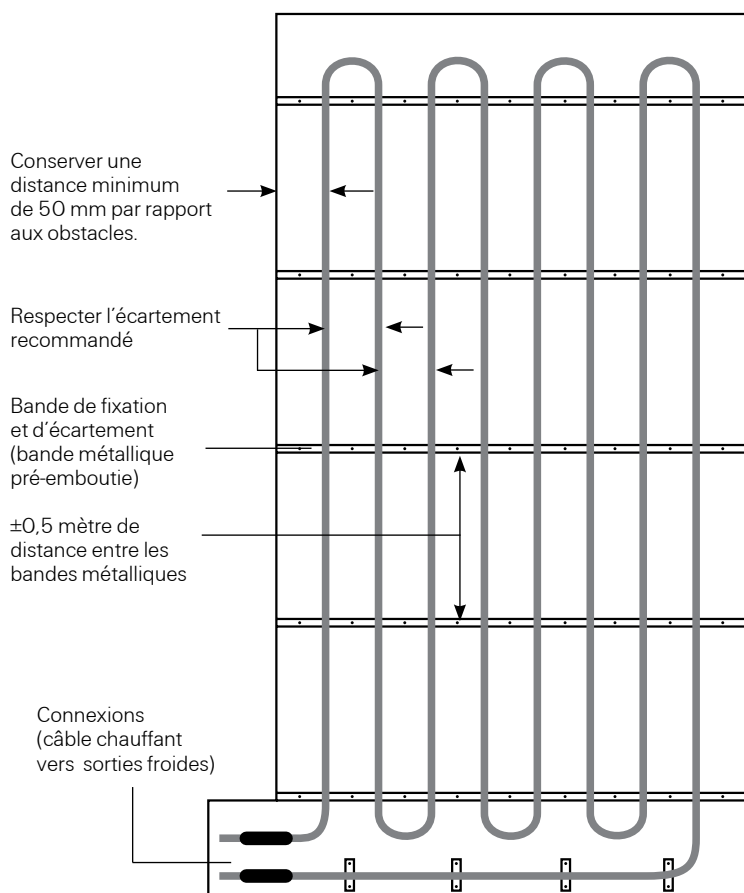 Conserver une
distance minimum
de 50 mm par rapport
aux obstacles.
Respecter l'écartement
recommandé
Bande de fixation
et d'écartement
(bande métallique
pré-emboutie)
±0,5 mètre de
distance entre les
bandes métalliques
Connexions
(câble chauffant
vers sorties froides)